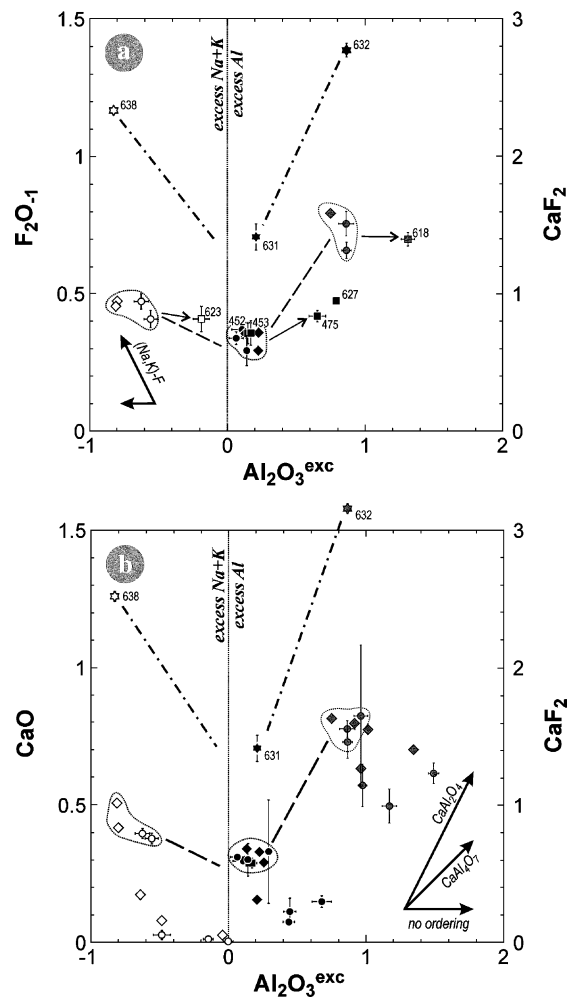 a
1.5
1
0.5
0
F₂O₋₁
3
2
1
0
CaF₂
excess Na+K
excess Al
638
632
631
618
627
623
452
453
475
(Na,K)-F
-1
0
1
2
Al₂O₃ᵉˣᶜ
b
1.5
1
0.5
0
CaO
3
2
1
0
CaF₂
excess Na+K
excess Al
632
638
631
CaAl₂O₄
CaAl₄O₇
no ordering
-1
0
1
2
Al₂O₃ᵉˣᶜ